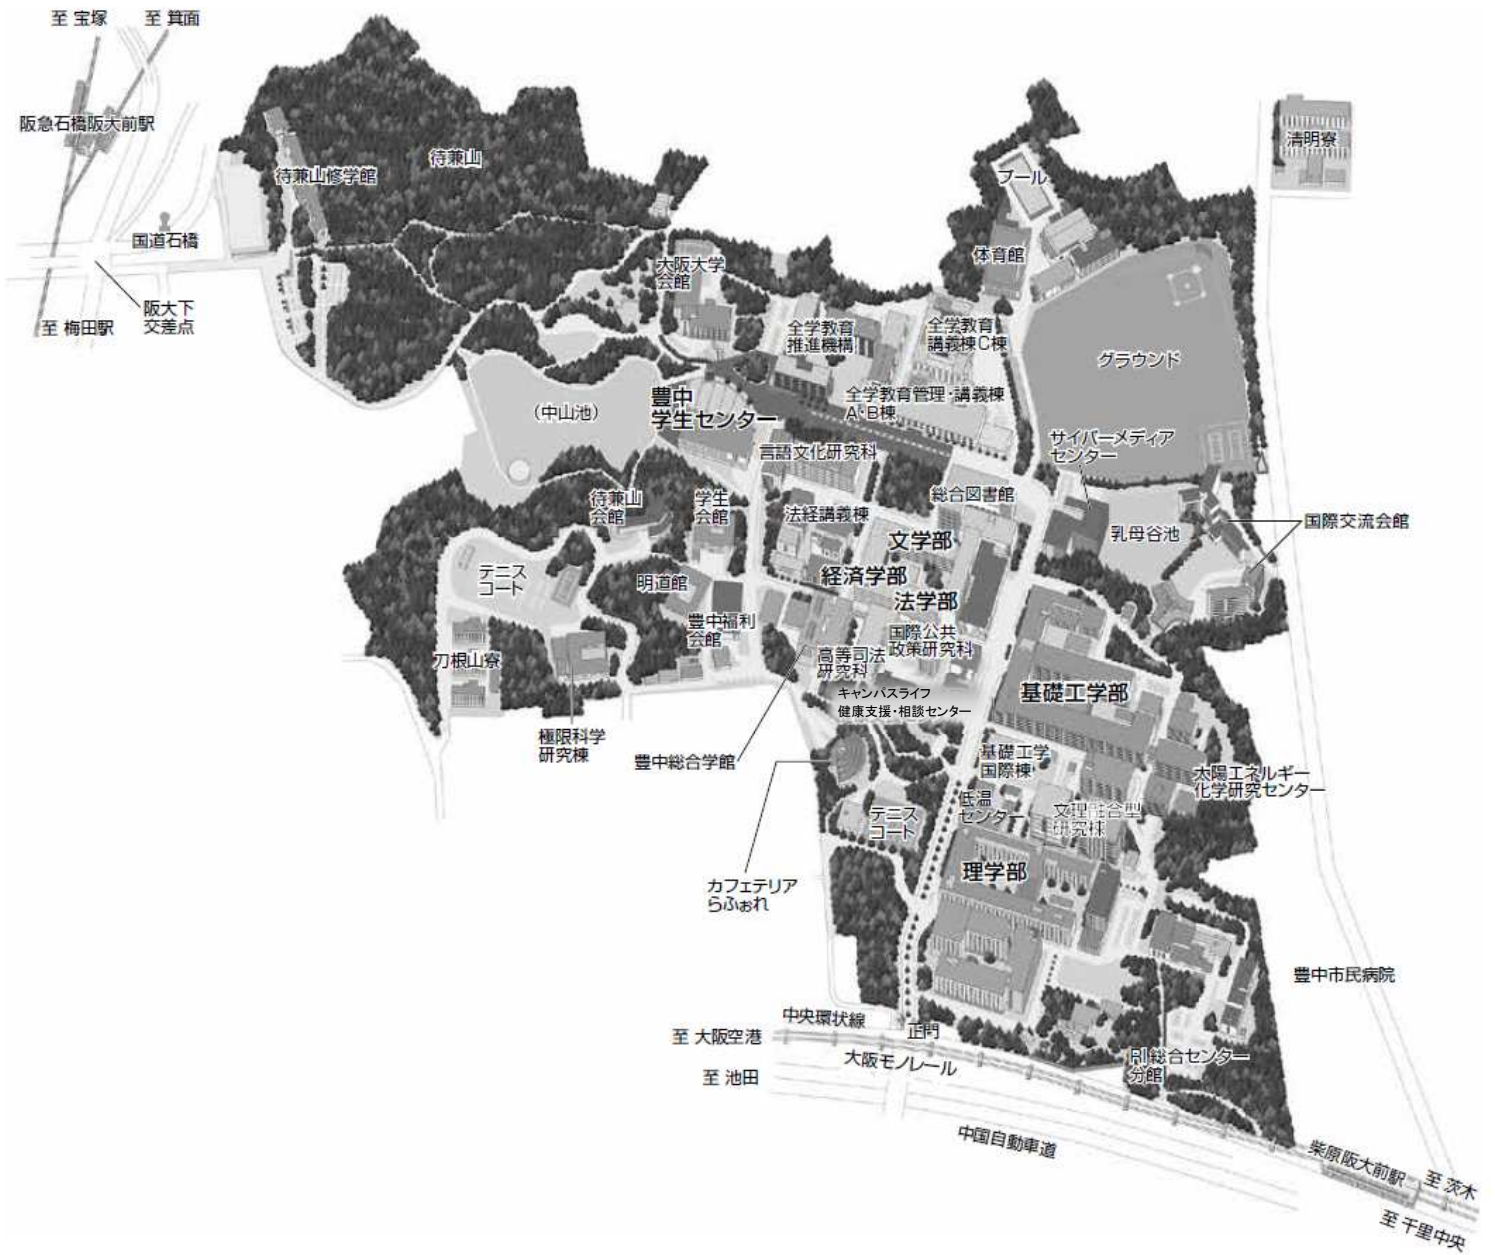 至 宝塚
至 箕面
阪急石橋阪大前駅
清明寮
待兼山
待兼山修学館
プール
国道石橋
体育館
大阪大学
会館
阪大下
交差点
至 梅田駅
全学教育
推進機構
全学教育
講義棟C棟
グラウンド
豊中
学生センター
全学教育管理・講義棟
A・B棟
(中山池)
サイバーメディア
センター
言語文化研究科
待兼山
会館
学生
会館
法経講義棟
総合図書館
国際交流会館
乳母谷池
文学部
テニス
コート
明道館
経済学部
法学部
豊中福利
会館
国際公共
政策研究科
刀根山寮
高等司法
研究科
キャンパスライフ
健康支援・相談センター
基礎工学部
極限科学
研究棟
豊中総合学館
基礎工学
国際棟
太陽エネルギー
化学研究センター
低温
センター
文理融合型
研究棟
テニス
コート
理学部
カフェテリア
らふぉれ
豊中市民病院
中央環状線
正門
至 大阪空港
大阪モノレール
RI総合センター
分館
至 池田
中国自動車道
柴原阪大前駅
至 茨木
至 千里中央